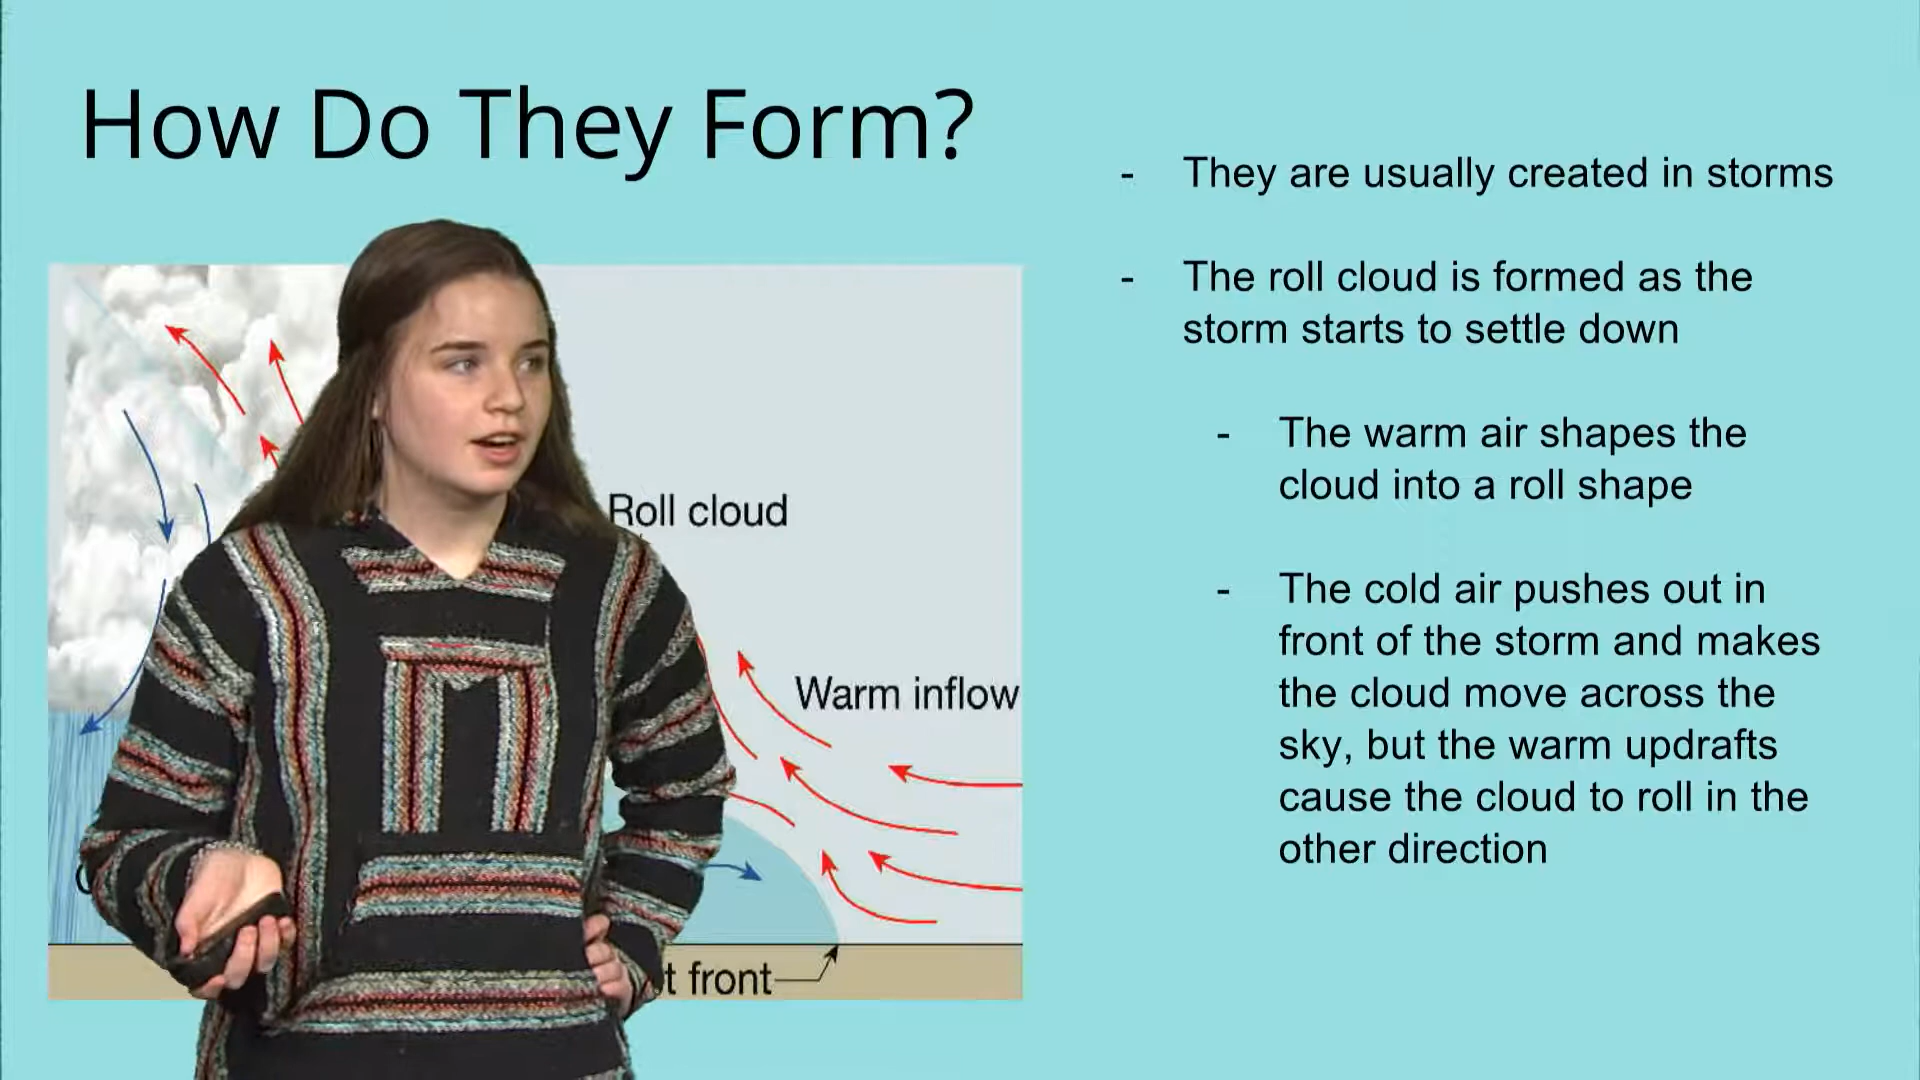 How Do They Form?
- They are usually created in storms
- The roll cloud is formed as the
storm starts to settle down
- The warm air shapes the
cloud into a roll shape
- The cold air pushes out in
front of the storm and makes
the cloud move across the
sky, but the warm updrafts
cause the cloud to roll in the
other direction
Roll cloud
Warm inflow
front